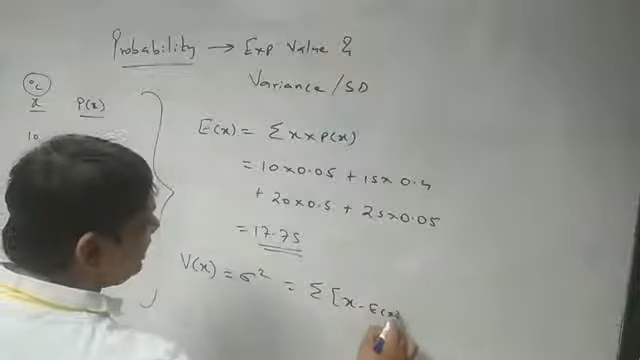 Probability → Exp Value &
Variance/SD
°C
x P(x)
10
E(x) = Σ x × P(x)
= 10×0.05 + 15×0.4
+ 20×0.5 + 25×0.05
= 17.75
V(x) = σ² = Σ [x - E(x)